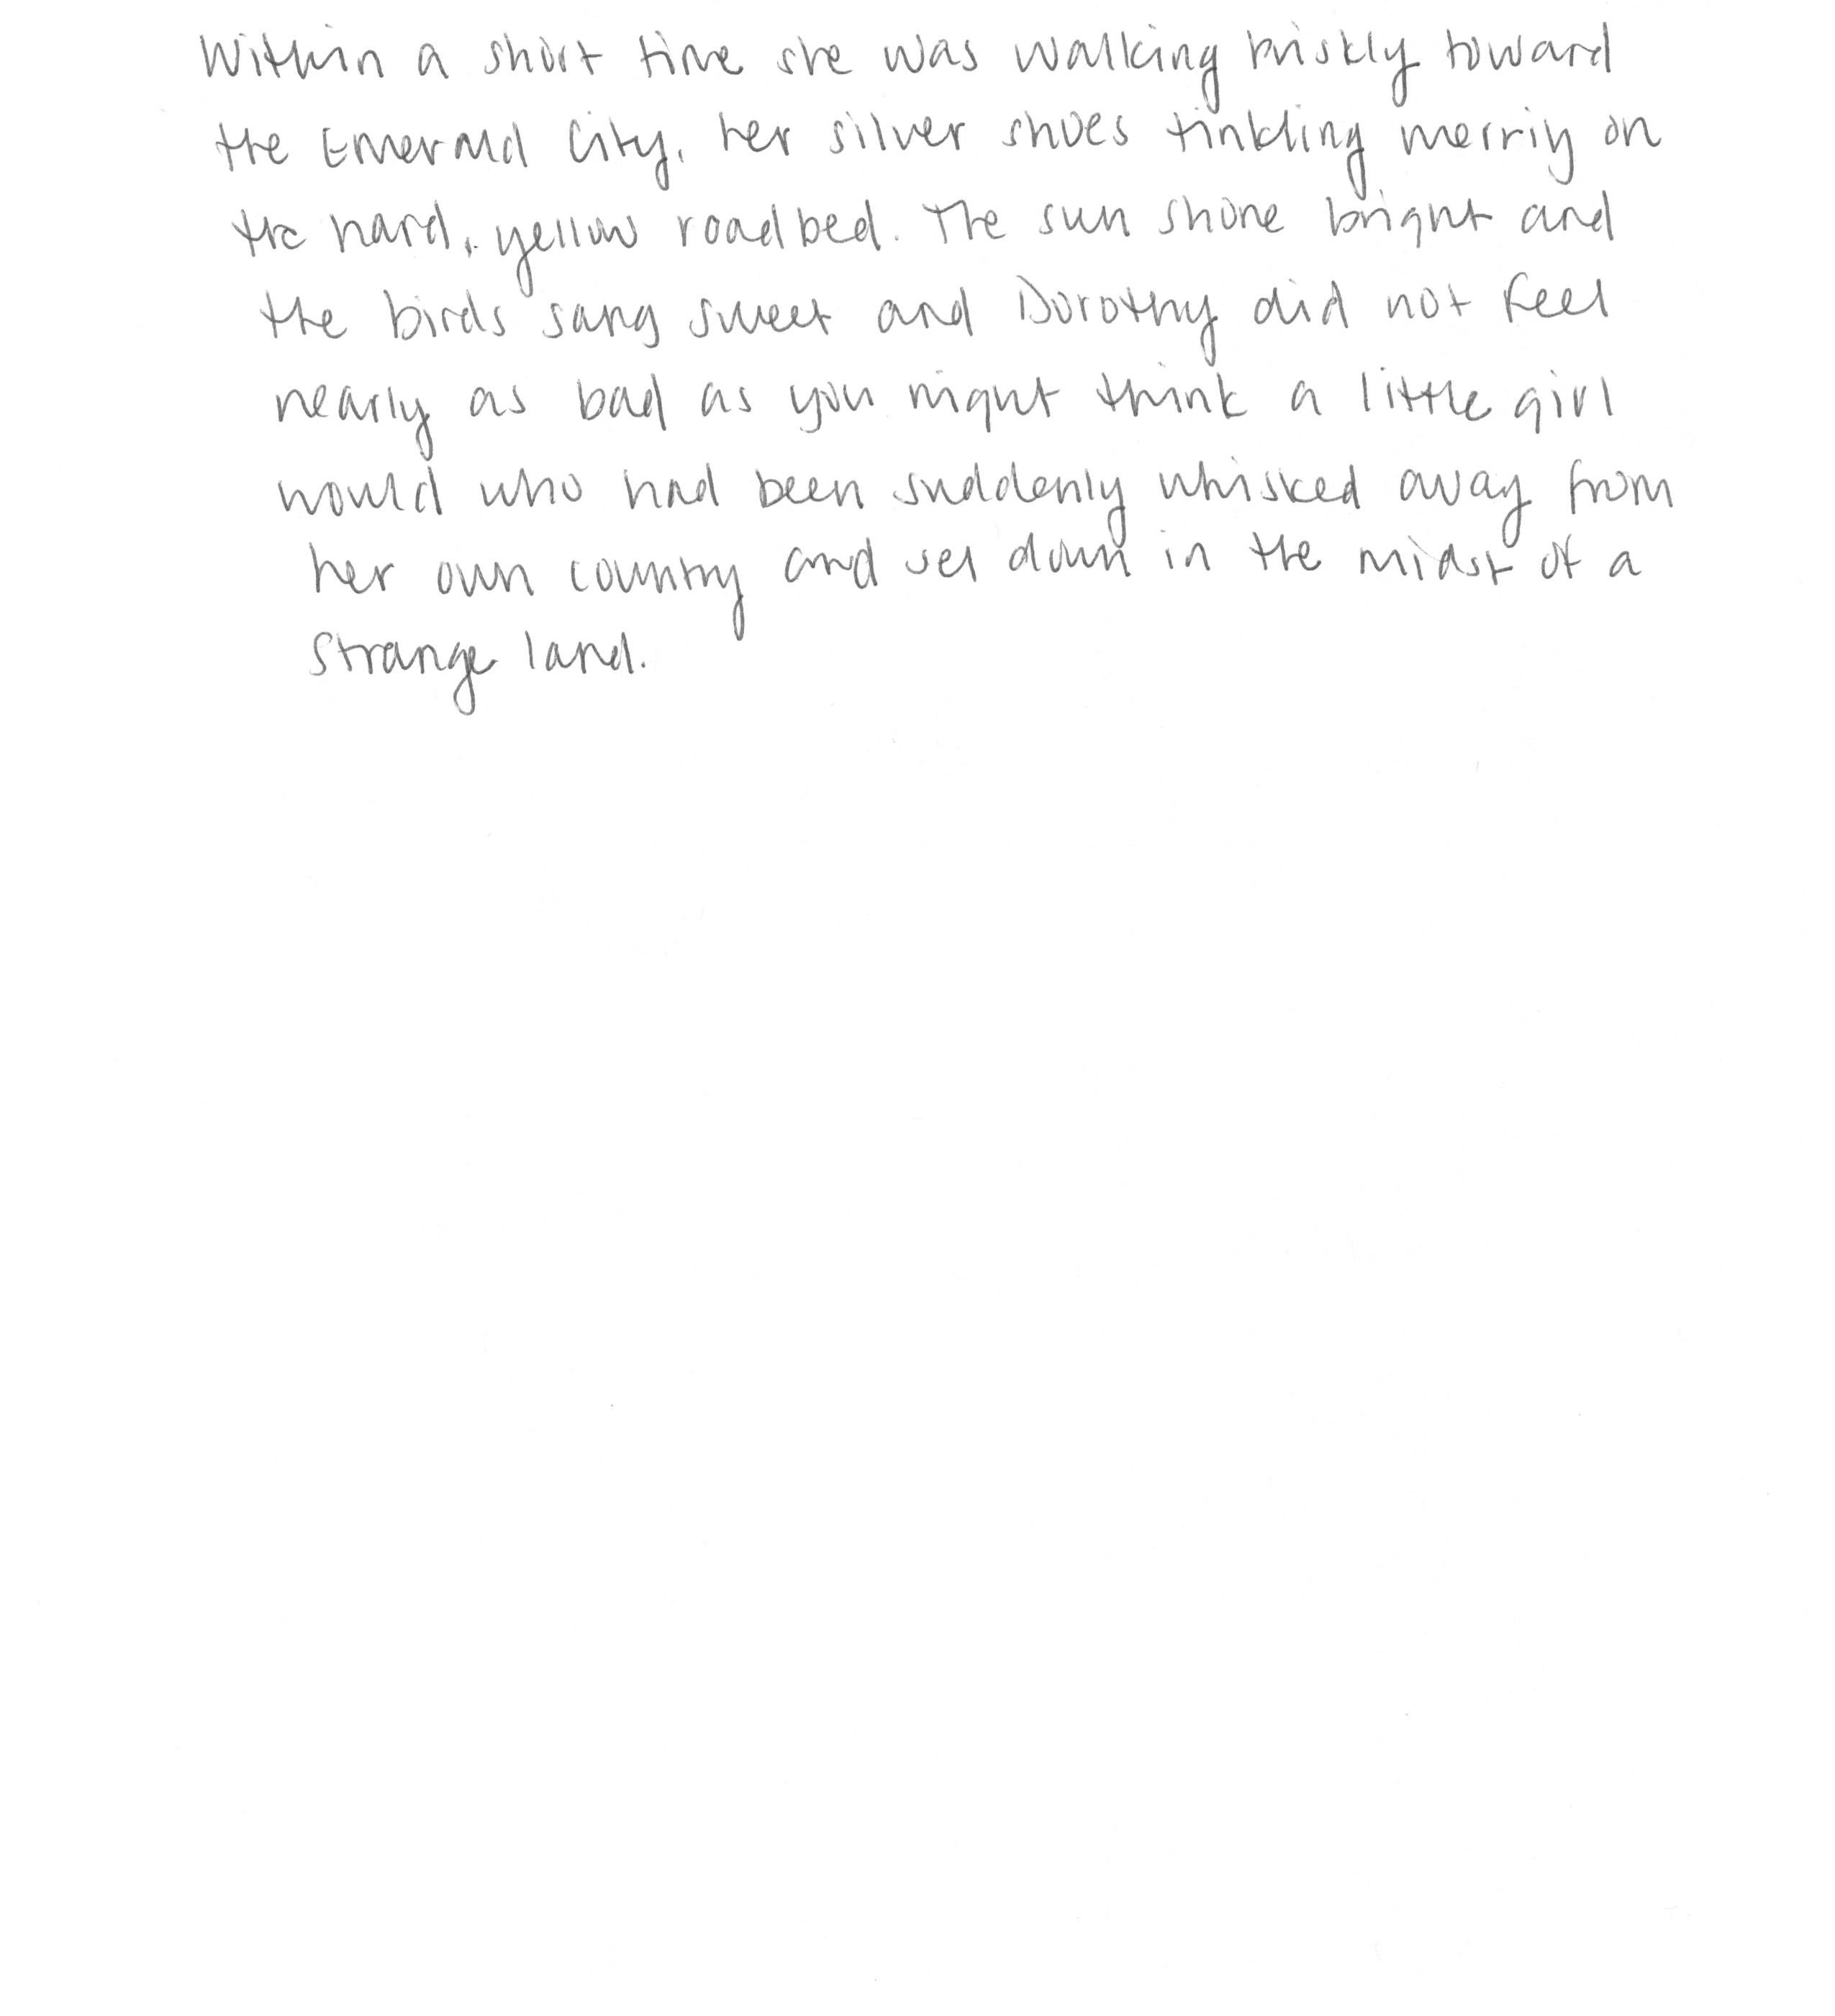 Within a short time she was walking briskly toward
the Emerald City, her silver shoes tinkling merrily on
the hard, yellow roadbed. The sun shone bright and
the birds sang sweet and Dorothy did not feel
nearly as bad as you might think a little girl
would who had been suddenly whisked away from
her own country and set down in the midst of a
strange land.